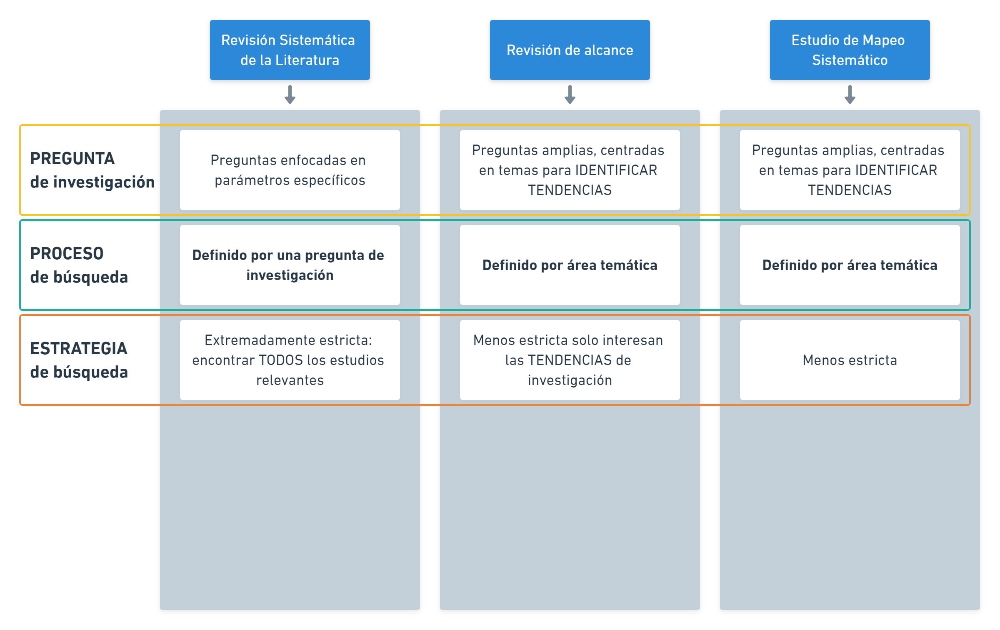 Revisión Sistemática
de la Literatura
Revisión de alcance
Estudio de Mapeo
Sistemático
PREGUNTA
de investigación
Preguntas enfocadas en
parámetros específicos
Preguntas amplias, centradas
en temas para IDENTIFICAR
TENDENCIAS
Preguntas amplias, centradas
en temas para IDENTIFICAR
TENDENCIAS
PROCESO
de búsqueda
Definido por una pregunta de
investigación
Definido por área temática
Definido por área temática
ESTRATEGIA
de búsqueda
Extremadamente estricta:
encontrar TODOS los estudios
relevantes
Menos estricta solo interesan
las TENDENCIAS de
investigación
Menos estricta